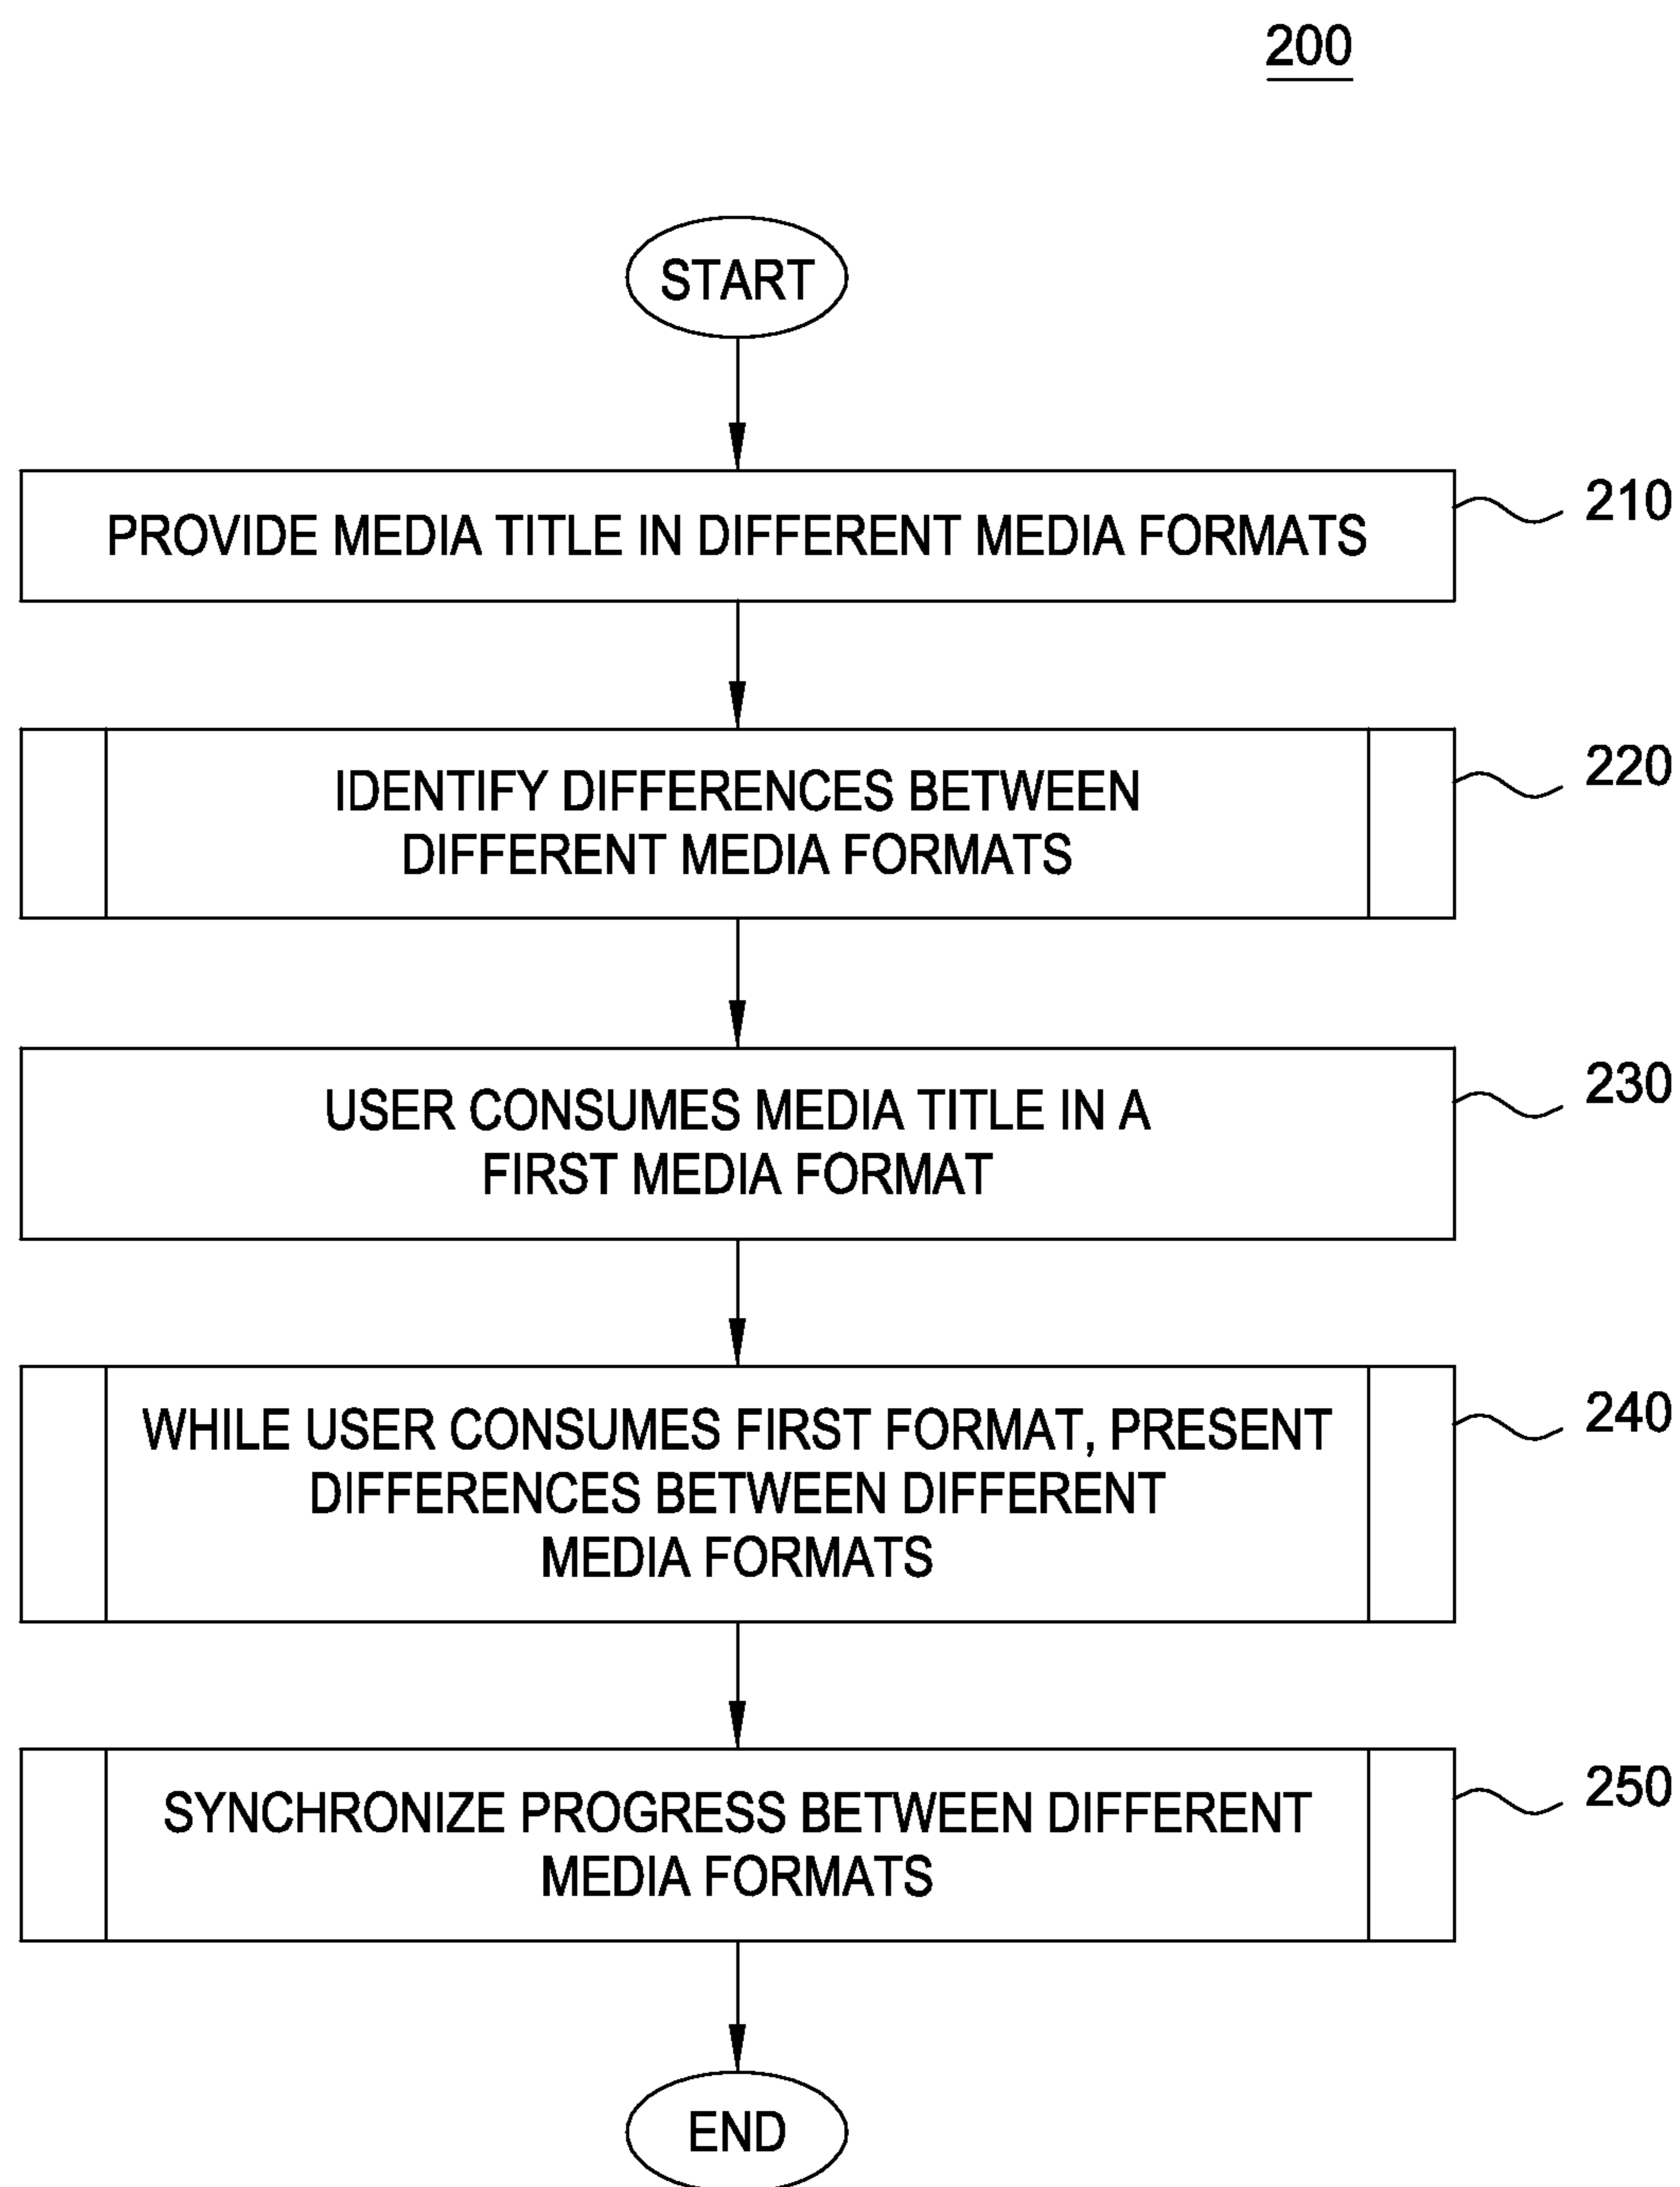 200
START
PROVIDE MEDIA TITLE IN DIFFERENT MEDIA FORMATS
210
IDENTIFY DIFFERENCES BETWEEN
DIFFERENT MEDIA FORMATS
220
USER CONSUMES MEDIA TITLE IN A
FIRST MEDIA FORMAT
230
WHILE USER CONSUMES FIRST FORMAT, PRESENT
DIFFERENCES BETWEEN DIFFERENT
MEDIA FORMATS
240
SYNCHRONIZE PROGRESS BETWEEN DIFFERENT
MEDIA FORMATS
250
END